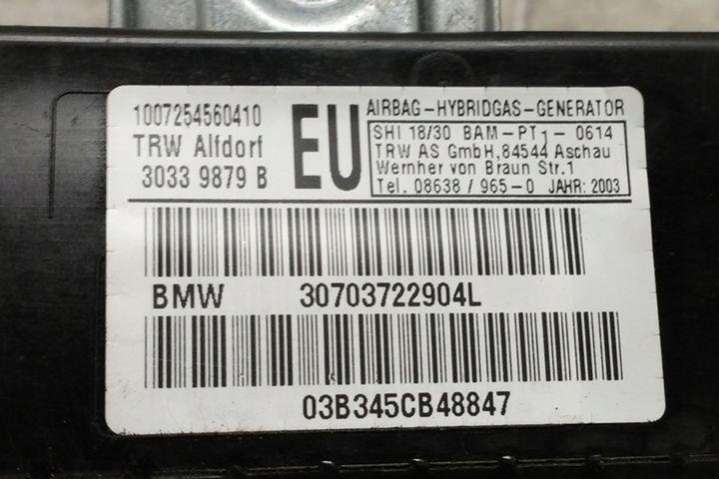 1007254560410
TRW Alfdorf
3033 9879 B
EU
AIRBAG-HYBRIDGAS-GENERATOR
SHI 18/30 BAM-PT1-0614
TRW AS GmbH,84544 Aschau
Wernher von Braun Str.1
Tel. 08638 / 965-0 JAHR: 2003
BMW 30703722904L
03B345CB48847